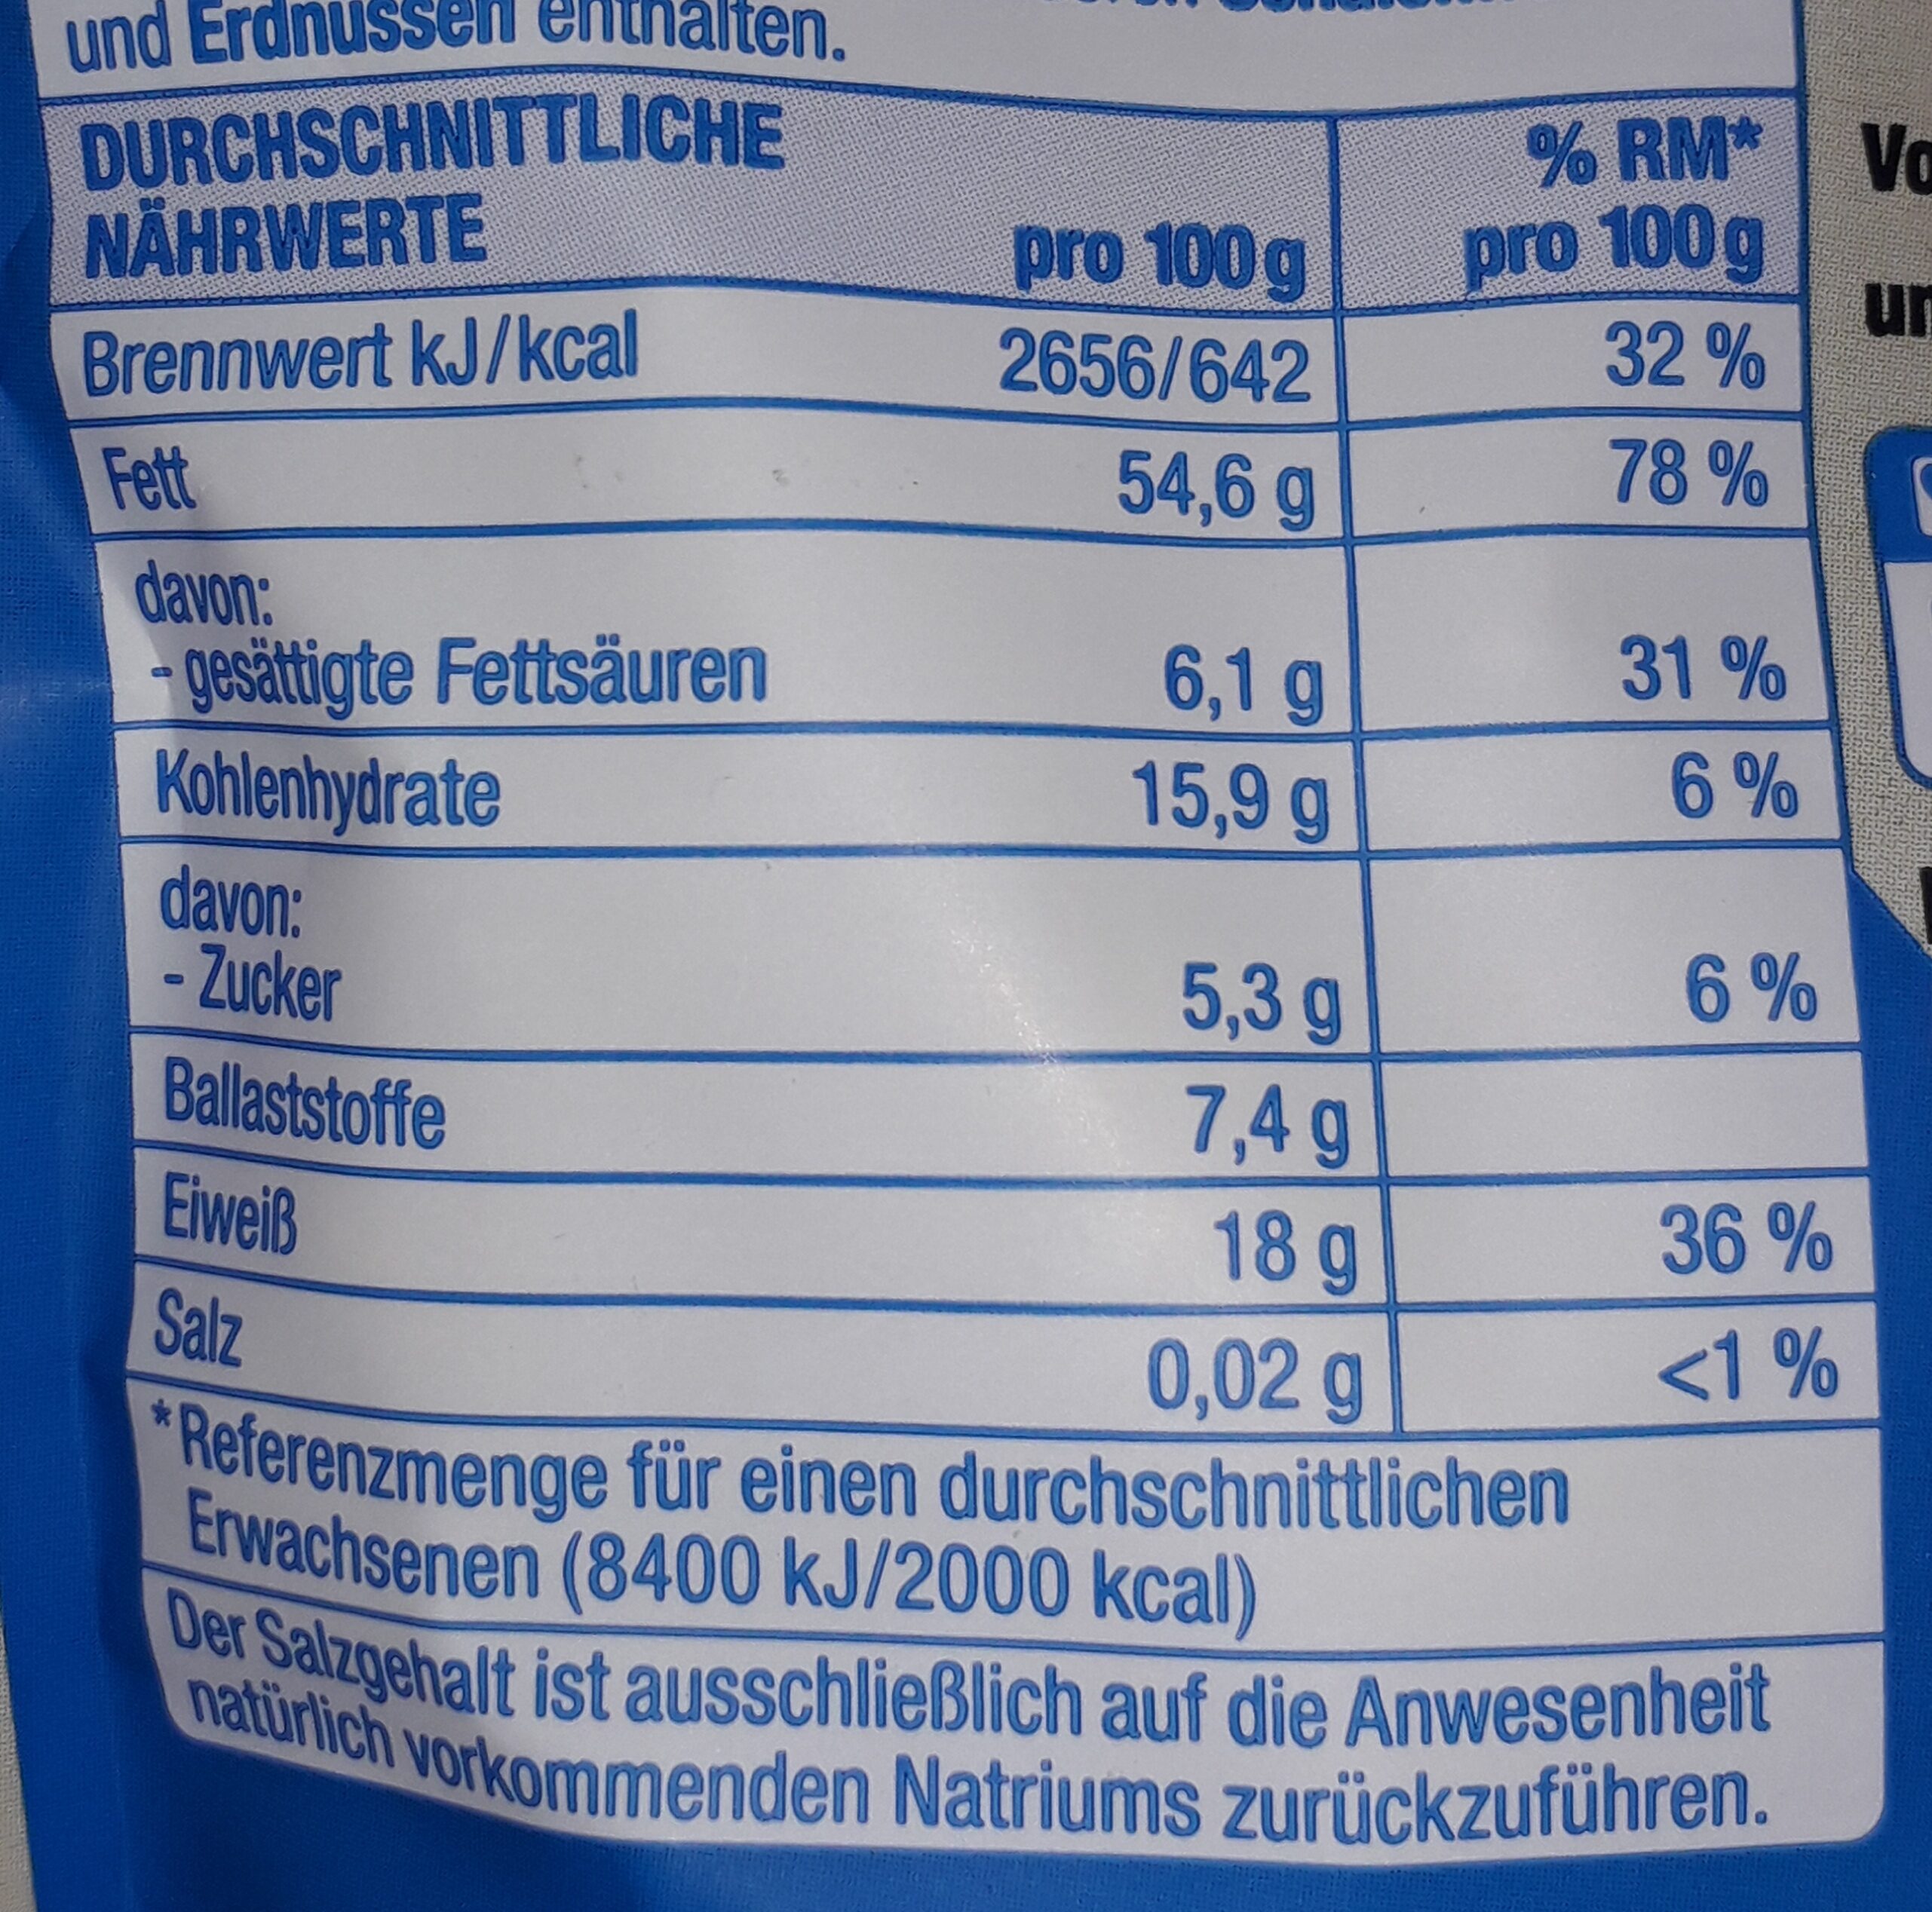 und Erdnüssen enthalten.
DURCHSCHNITTLICHE
NÄHRWERTE pro 100g % RM* pro 100g
Brennwert kJ/kcal 2656/642 32 %
Fett 54,6 g 78 %
davon:
- gesättigte Fettsäuren 6,1 g 31 %
Kohlenhydrate 15,9 g 6 %
davon:
- Zucker 5,3 g 6 %
Ballaststoffe 7,4 g
Eiweiß 18 g 36 %
Salz 0,02 g <1 %
*Referenzmenge für einen durchschnittlichen
Erwachsenen (8400 kJ/2000 kcal)
Der Salzgehalt ist ausschließlich auf die Anwesenheit
natürlich vorkommenden Natriums zurückzuführen.